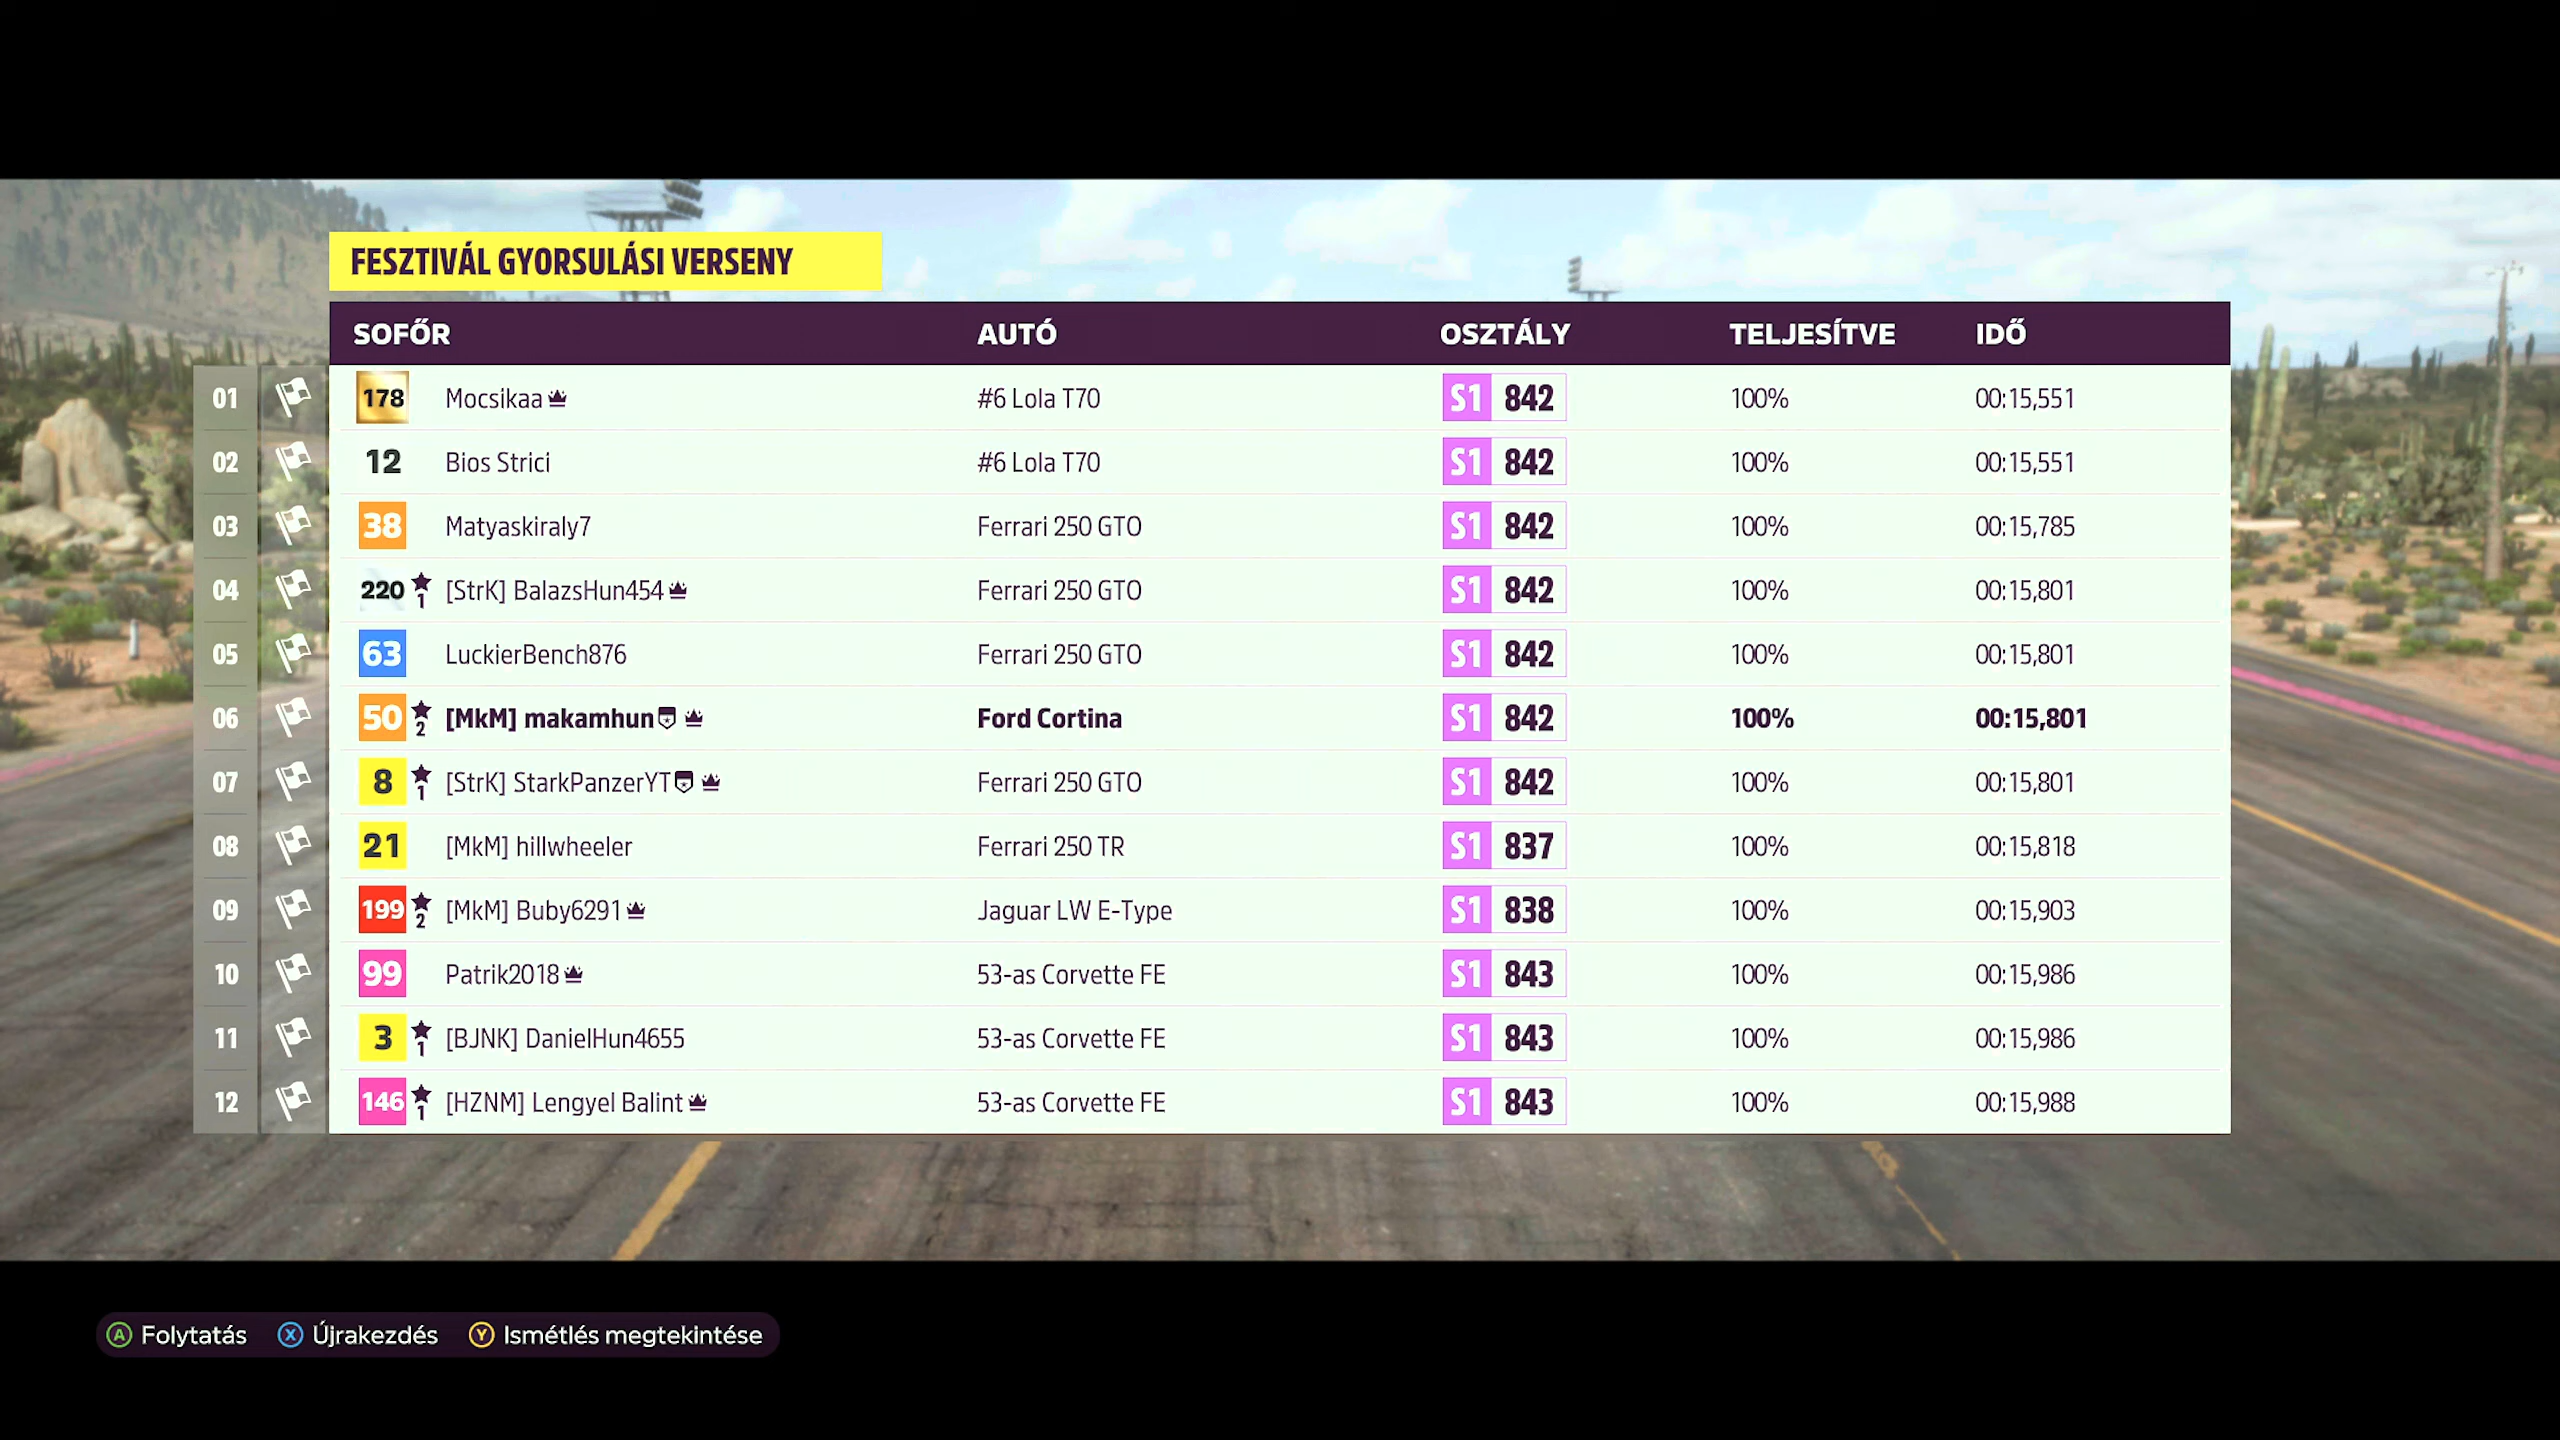 FESZTIVÁL GYORSULÁSI VERSENY
SOFŐR AUTÓ OSZTÁLY TELJESÍTVE IDŐ
01 178 Mocsikaa #6 Lola T70 S1 842 100% 00:15,551
02 12 Bios Strici #6 Lola T70 S1 842 100% 00:15,551
03 38 Matyaskiraly7 Ferrari 250 GTO S1 842 100% 00:15,785
04 220 1 [StrK] BalazsHun454 Ferrari 250 GTO S1 842 100% 00:15,801
05 63 LuckierBench876 Ferrari 250 GTO S1 842 100% 00:15,801
06 50 2 [MkM] makamhun Ford Cortina S1 842 100% 00:15,801
07 8 1 [StrK] StarkPanzerYT Ferrari 250 GTO S1 842 100% 00:15,801
08 21 [MkM] hillwheeler Ferrari 250 TR S1 837 100% 00:15,818
09 199 2 [MkM] Buby6291 Jaguar LW E-Type S1 838 100% 00:15,903
10 99 Patrik2018 53-as Corvette FE S1 843 100% 00:15,986
11 3 1 [BJNK] DanielHun4655 53-as Corvette FE S1 843 100% 00:15,986
12 146 1 [HZNM] Lengyel Balint 53-as Corvette FE S1 843 100% 00:15,988
A Folytatás X Újrakezdés Y Ismétlés megtekintése